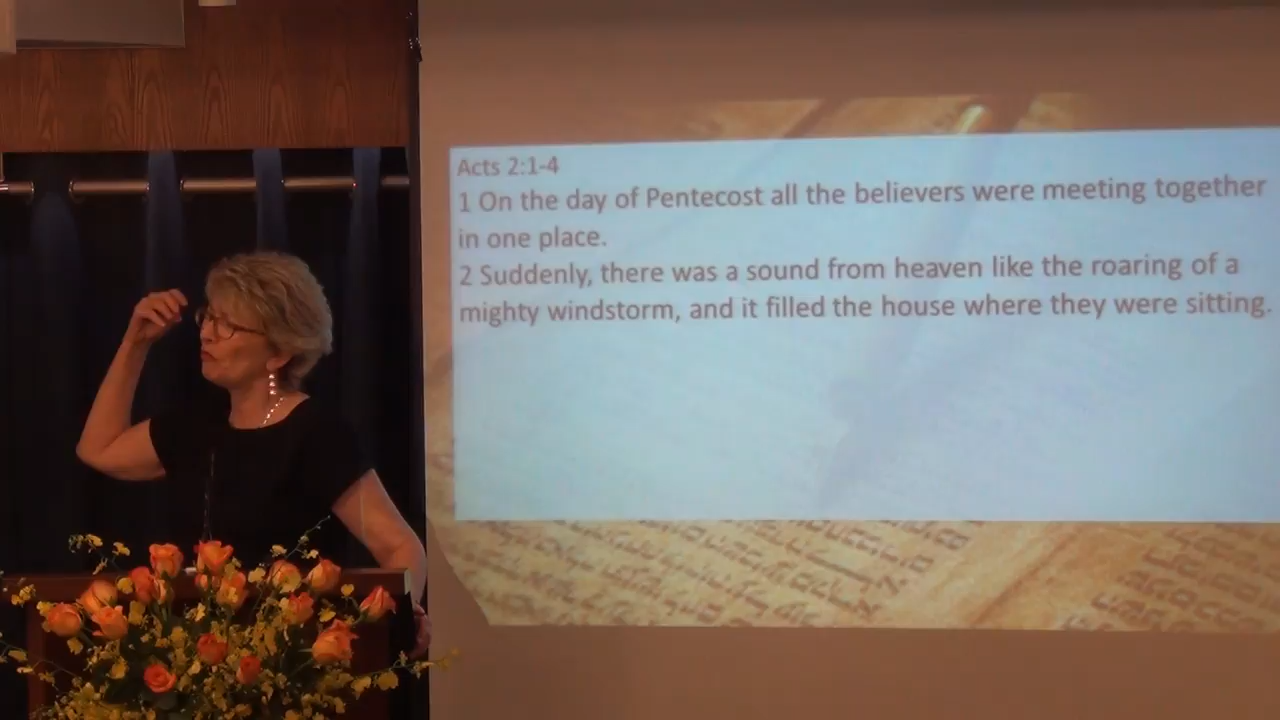 Acts 2:1-4
1 On the day of Pentecost all the believers were meeting together
in one place.
2 Suddenly, there was a sound from heaven like the roaring of a
mighty windstorm, and it filled the house where they were sitting.